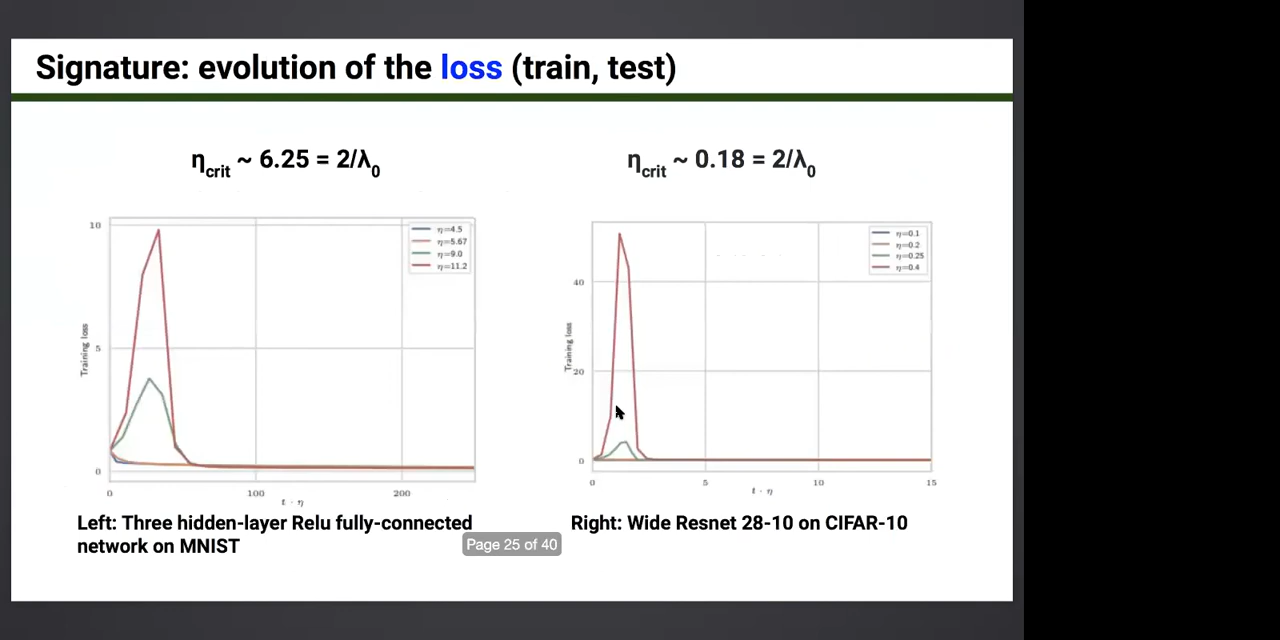 Signature: evolution of the loss (train, test)
ηcrit ~ 6.25 = 2/λ0
ηcrit ~ 0.18 = 2/λ0
10
5
0
Training loss
η=4.5
η=5.67
η=9.0
η=11.2
0
100
200
t · η
40
20
0
Training loss
η=0.1
η=0.2
η=0.25
η=0.4
0
5
10
15
t · η
Left: Three hidden-layer Relu fully-connected
network on MNIST
Right: Wide Resnet 28-10 on CIFAR-10
Page 25 of 40